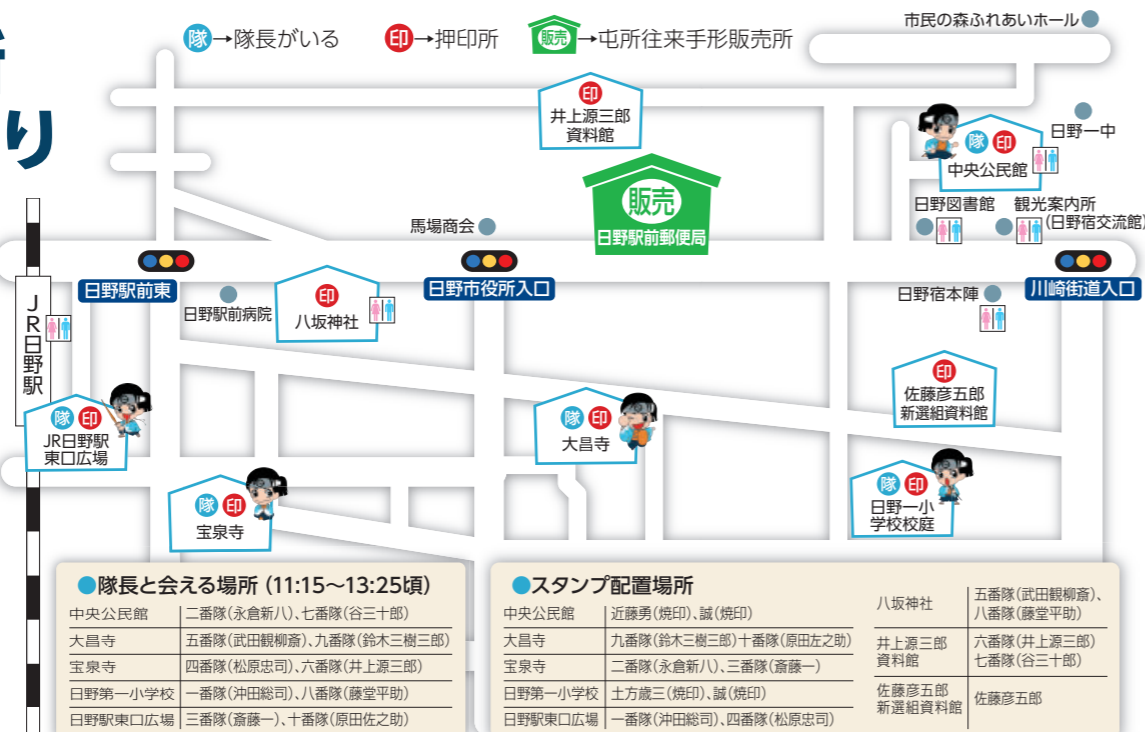 り
隊→隊長がいる
印→押印所
販売→屯所往来手形販売所
市民の森ふれあいホール
印
井上源三郎
資料館
隊 印
中央公民館
日野一中
販売
日野駅前郵便局
日野図書館
観光案内所
(日野宿交流館)
馬場商会
日野駅前東
日野市役所入口
川崎街道入口
JR日野駅
日野駅前病院
印
八坂神社
日野宿本陣
印
佐藤彦五郎
新選組資料館
隊 印
JR日野駅
東口広場
隊 印
大昌寺
隊 印
日野一小
学校校庭
隊 印
宝泉寺
●隊長と会える場所 (11:15〜13:25頃)
中央公民館 二番隊(永倉新八)、七番隊(谷三十郎)
大昌寺 五番隊(武田観柳斎)、九番隊(鈴木三樹三郎)
宝泉寺 四番隊(松原忠司)、六番隊(井上源三郎)
日野第一小学校 一番隊(沖田総司)、八番隊(藤堂平助)
日野駅東口広場 三番隊(斎藤一)、十番隊(原田佐之助)
●スタンプ配置場所
中央公民館 近藤勇(焼印)、誠(焼印)
大昌寺 九番隊(鈴木三樹三郎)十番隊(原田左之助)
宝泉寺 二番隊(永倉新八)、三番隊(斎藤一)
日野第一小学校 土方歳三(焼印)、誠(焼印)
日野駅東口広場 一番隊(沖田総司)、四番隊(松原忠司)
八坂神社 五番隊(武田観柳斎)、
八番隊(藤堂平助)
井上源三郎 六番隊(井上源三郎)
資料館 七番隊(谷三十郎)
佐藤彦五郎
新選組資料館 佐藤彦五郎